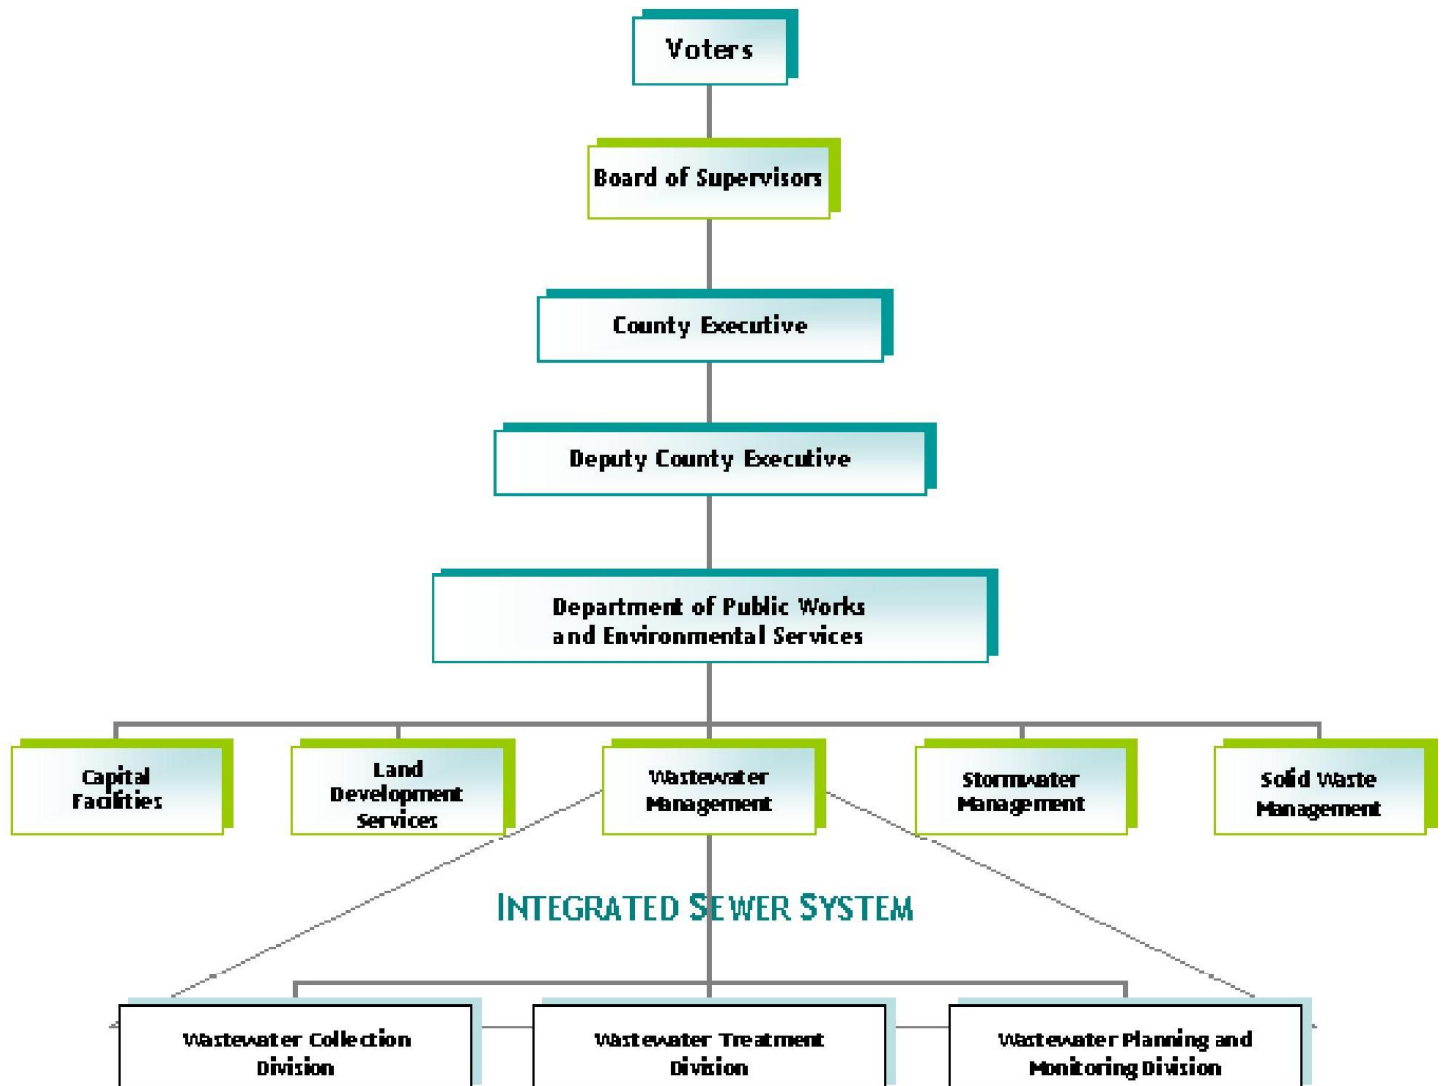 Voters
Board of Supervisors
County Executive
Deputy County Executive
Department of Public Works
and Environmental Services
Capital
Facilities
Land
Development
Services
Wastewater
Management
Stormwater
Management
Solid Waste
Management
INTEGRATED SEWER SYSTEM
Wastewater Collection
Division
Wastewater Treatment
Division
Wastewater Planning and
Monitoring Division